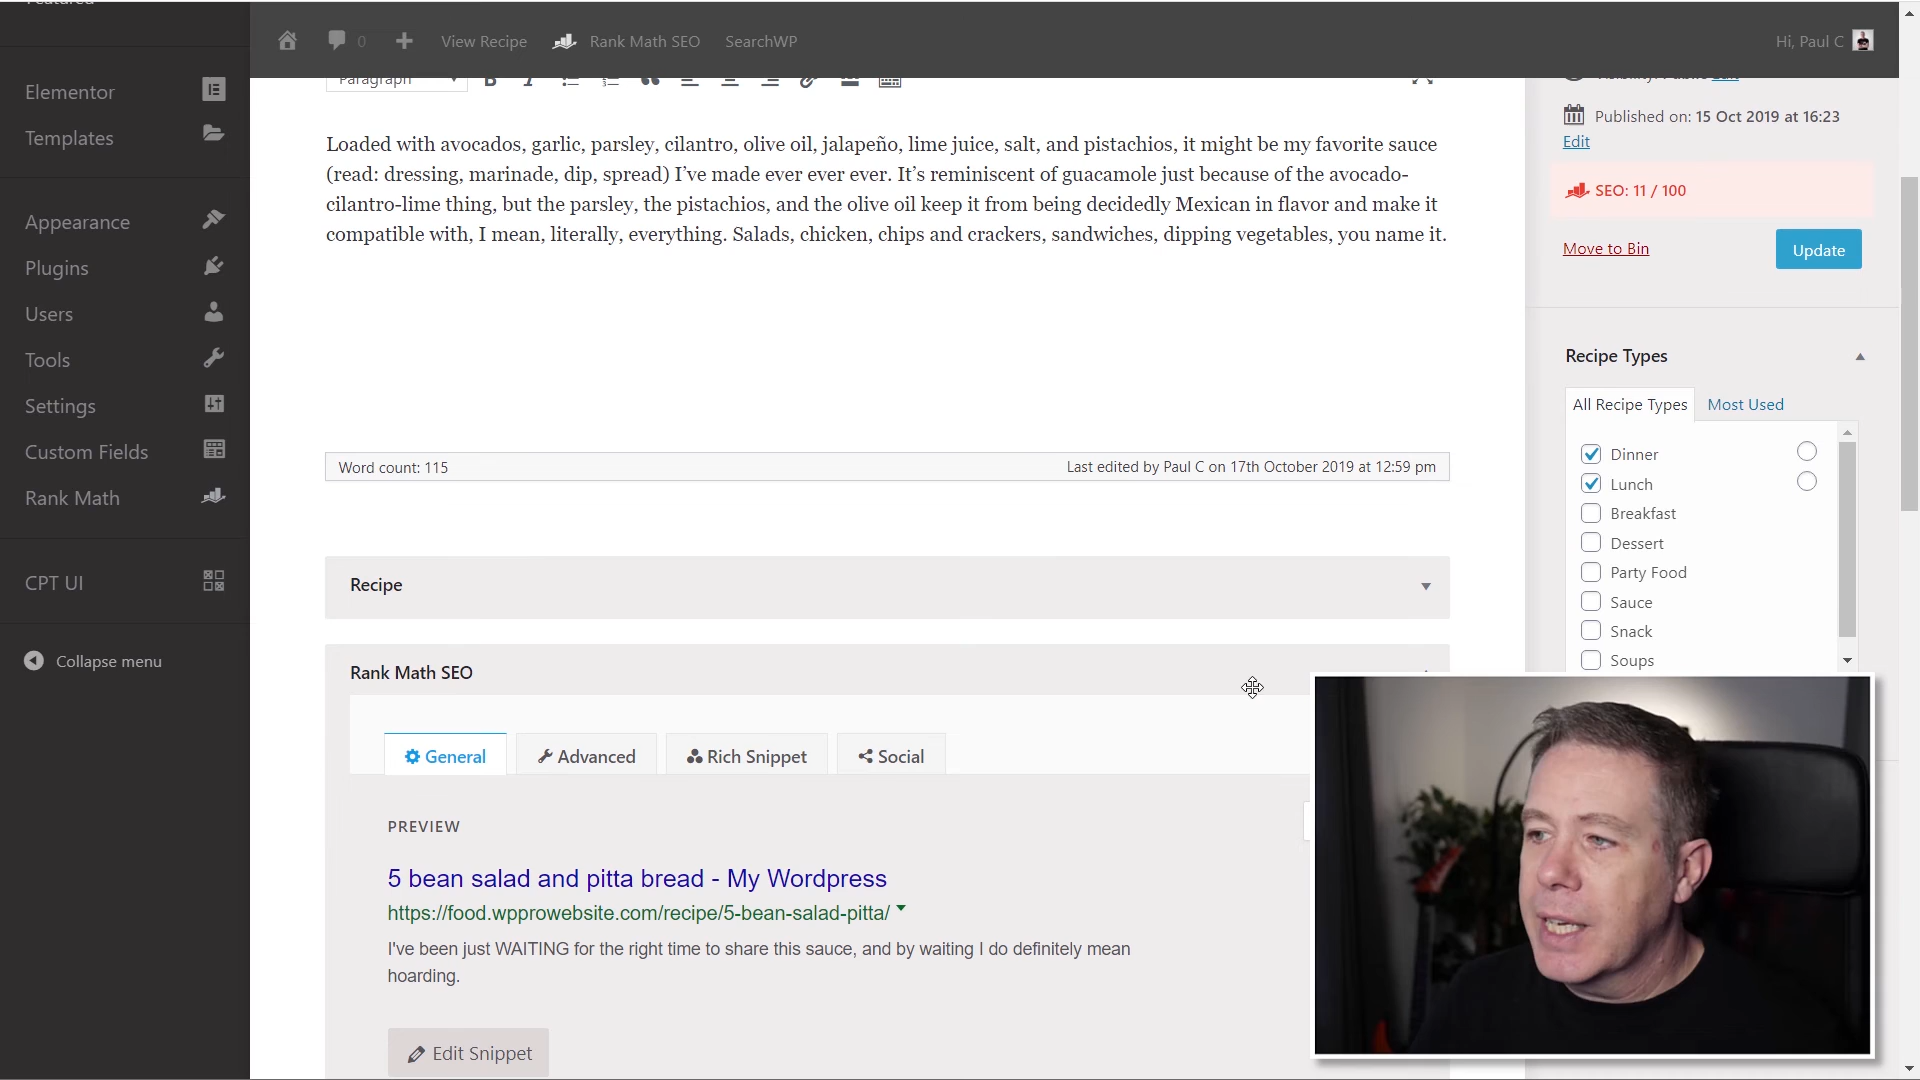 Featured
0
View Recipe
Rank Math SEO
SearchWP
Hi, Paul C
Elementor
Templates
Appearance
Plugins
Users
Tools
Settings
Custom Fields
Rank Math
CPT UI
Collapse menu
Paragraph
Loaded with avocados, garlic, parsley, cilantro, olive oil, jalapeño, lime juice, salt, and pistachios, it might be my favorite sauce
(read: dressing, marinade, dip, spread) I’ve made ever ever ever. It’s reminiscent of guacamole just because of the avocado-
cilantro-lime thing, but the parsley, the pistachios, and the olive oil keep it from being decidedly Mexican in flavor and make it
compatible with, I mean, literally, everything. Salads, chicken, chips and crackers, sandwiches, dipping vegetables, you name it.
Word count: 115
Last edited by Paul C on 17th October 2019 at 12:59 pm
Recipe
Rank Math SEO
General
Advanced
Rich Snippet
Social
PREVIEW
5 bean salad and pitta bread - My Wordpress
https://food.wpprowebsite.com/recipe/5-bean-salad-pitta/
I've been just WAITING for the right time to share this sauce, and by waiting I do definitely mean
hoarding.
Edit Snippet
Visibility: Public Edit
Published on: 15 Oct 2019 at 16:23
Edit
SEO: 11 / 100
Move to Bin
Update
Recipe Types
All Recipe Types
Most Used
Dinner
Lunch
Breakfast
Dessert
Party Food
Sauce
Snack
Soups